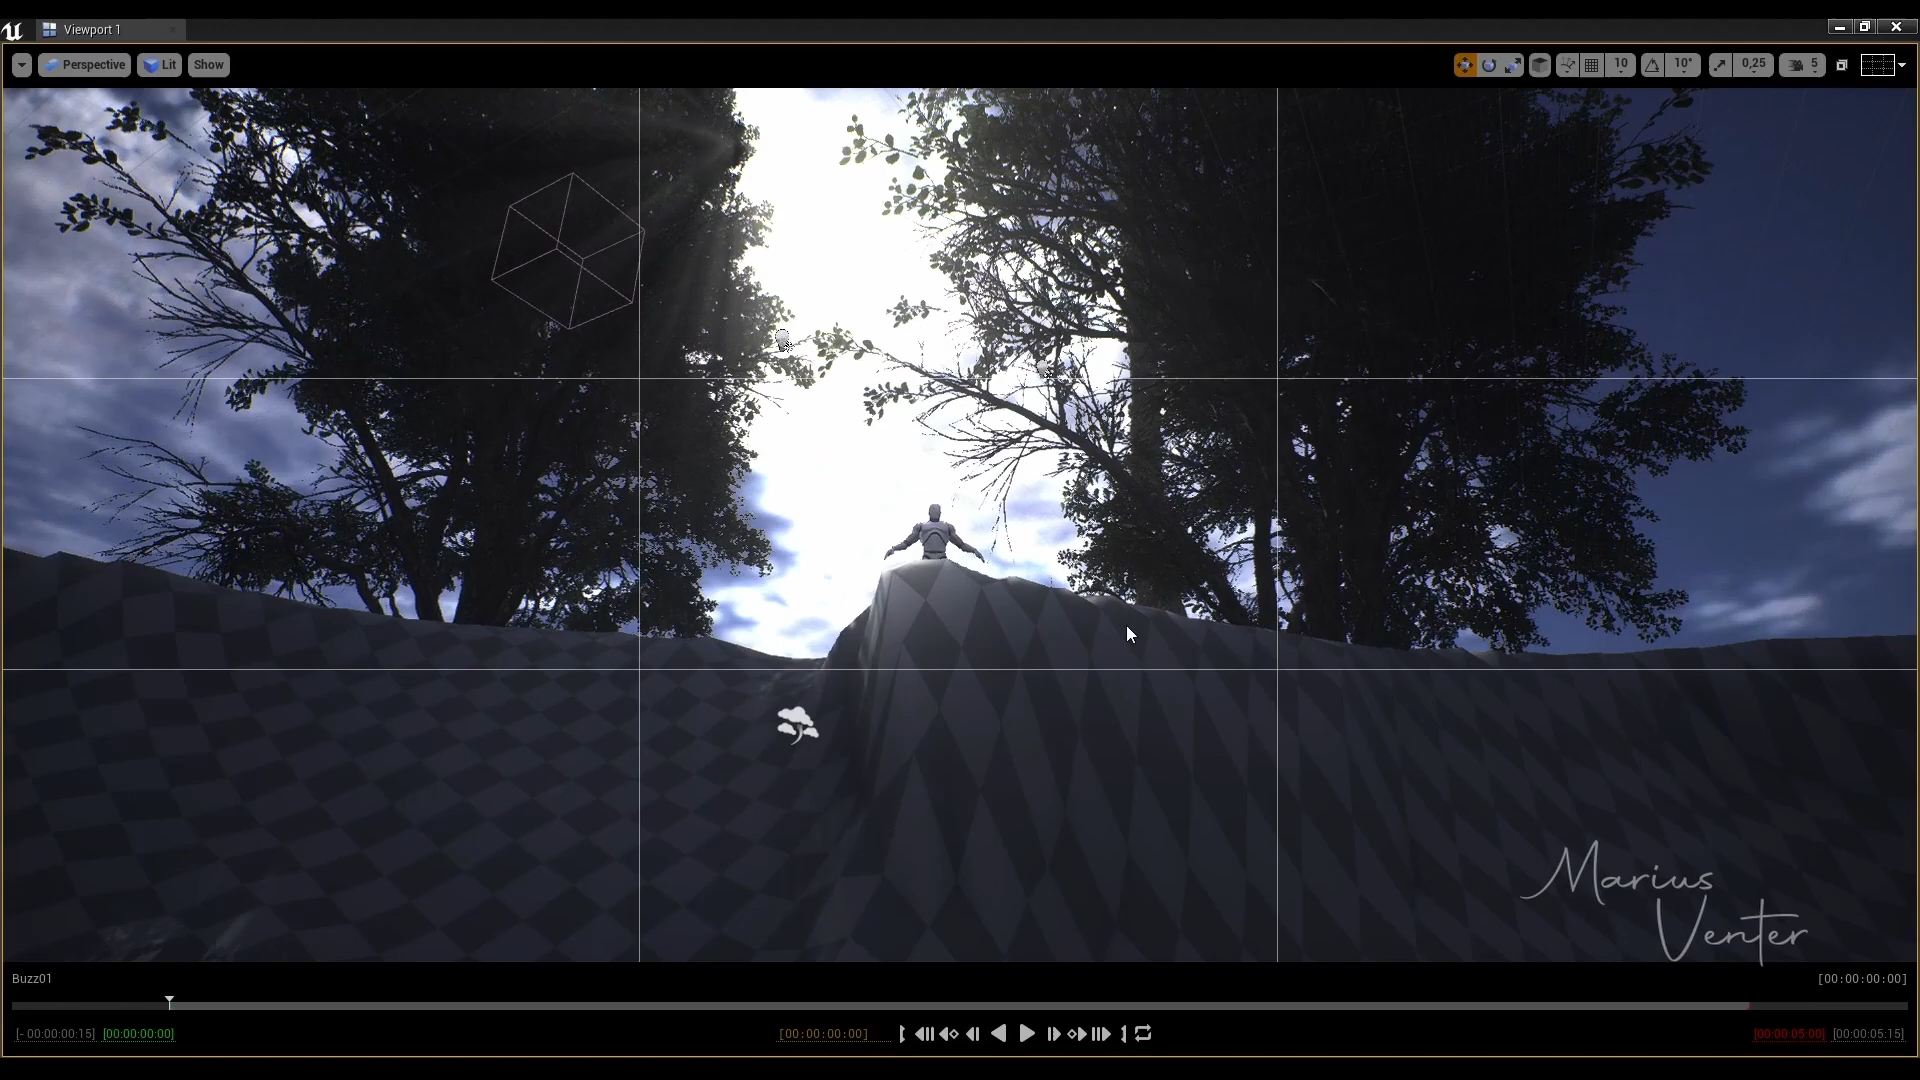 Viewport 1
Perspective Lit Show 10 10° 0,25 5
Marius
Venter
Buzz01 [00:00:00:00]
[- 00:00:00:15] [00:00:00:00] [00:00:00:00] [00:00:05:00] [00:00:05:15]